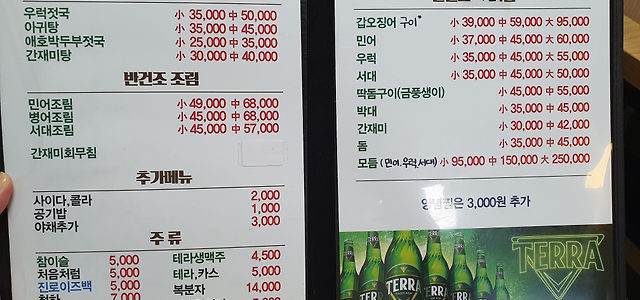 우럭젓국 小 35,000 中 50,000
아귀탕 小 35,000 中 45,000
애호박두부젓국 小 25,000 中 35,000
간재미탕 小 30,000 中 40,000
반건조 조림
민어조림 小 49,000 中 68,000
병어조림 小 45,000 中 68,000
서대조림 小 45,000 中 57,000
간재미회무침
추가메뉴
사이다,콜라 2,000
공기밥 1,000
야채추가 3,000
주 류
참이슬 5,000
처음처럼 5,000
진로이즈백 5,000
청하 7,000
테라생맥주 4,500
테라,카스 5,000
복분자 14,000
갑오징어 구이* 小 39,000 中 59,000 大 95,000
민어 小 37,000 中 45,000 大 60,000
우럭 小 35,000 中 45,000 大 55,000
서대 小 35,000 中 45,000 大 50,000
딱돔구이(금풍생이) 小 45,000 中 55,000
박대 小 35,000 中 45,000
간재미 小 30,000 中 42,000
돔 小 35,000 中 45,000
모듬 (민어,우럭,서대) 小 95,000 中 150,000 大 250,000
양념찜은 3,000원 추가
TERRA
TERRA